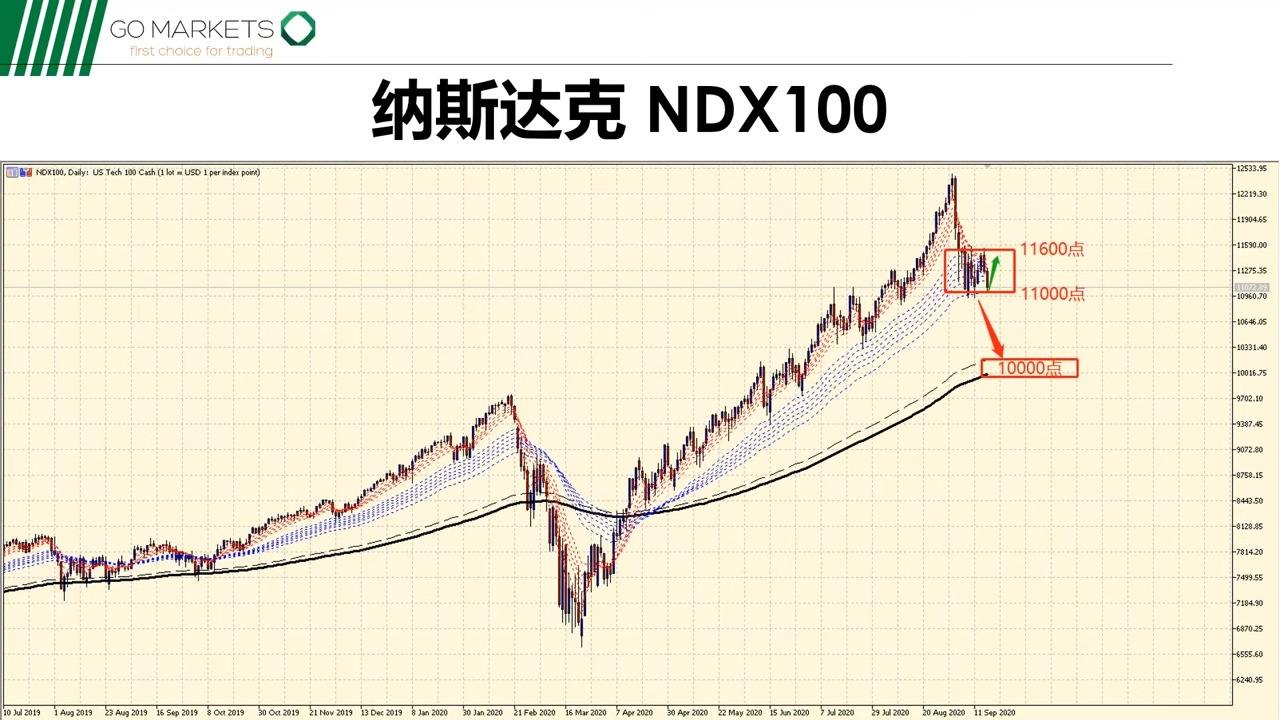 GO MARKETS
first choice for trading
纳斯达克 NDX100
NDX100, Daily: US Tech 100 Cash (1 lot = USD 1 per index point)
12533.95
12219.30
11904.65
11590.00
11275.35
11072.09
10960.70
10646.05
10331.40
10016.75
9702.10
9387.45
9072.80
8758.15
8443.50
8128.85
7814.20
7499.55
7184.90
6870.25
6555.60
6240.95
11600点
11000点
10000点
10 Jul 2019 1 Aug 2019 23 Aug 2019 16 Sep 2019 8 Oct 2019 30 Oct 2019 21 Nov 2019 13 Dec 2019 8 Jan 2020 30 Jan 2020 21 Feb 2020 16 Mar 2020 7 Apr 2020 30 Apr 2020 22 May 2020 15 Jun 2020 7 Jul 2020 29 Jul 2020 20 Aug 2020 11 Sep 2020